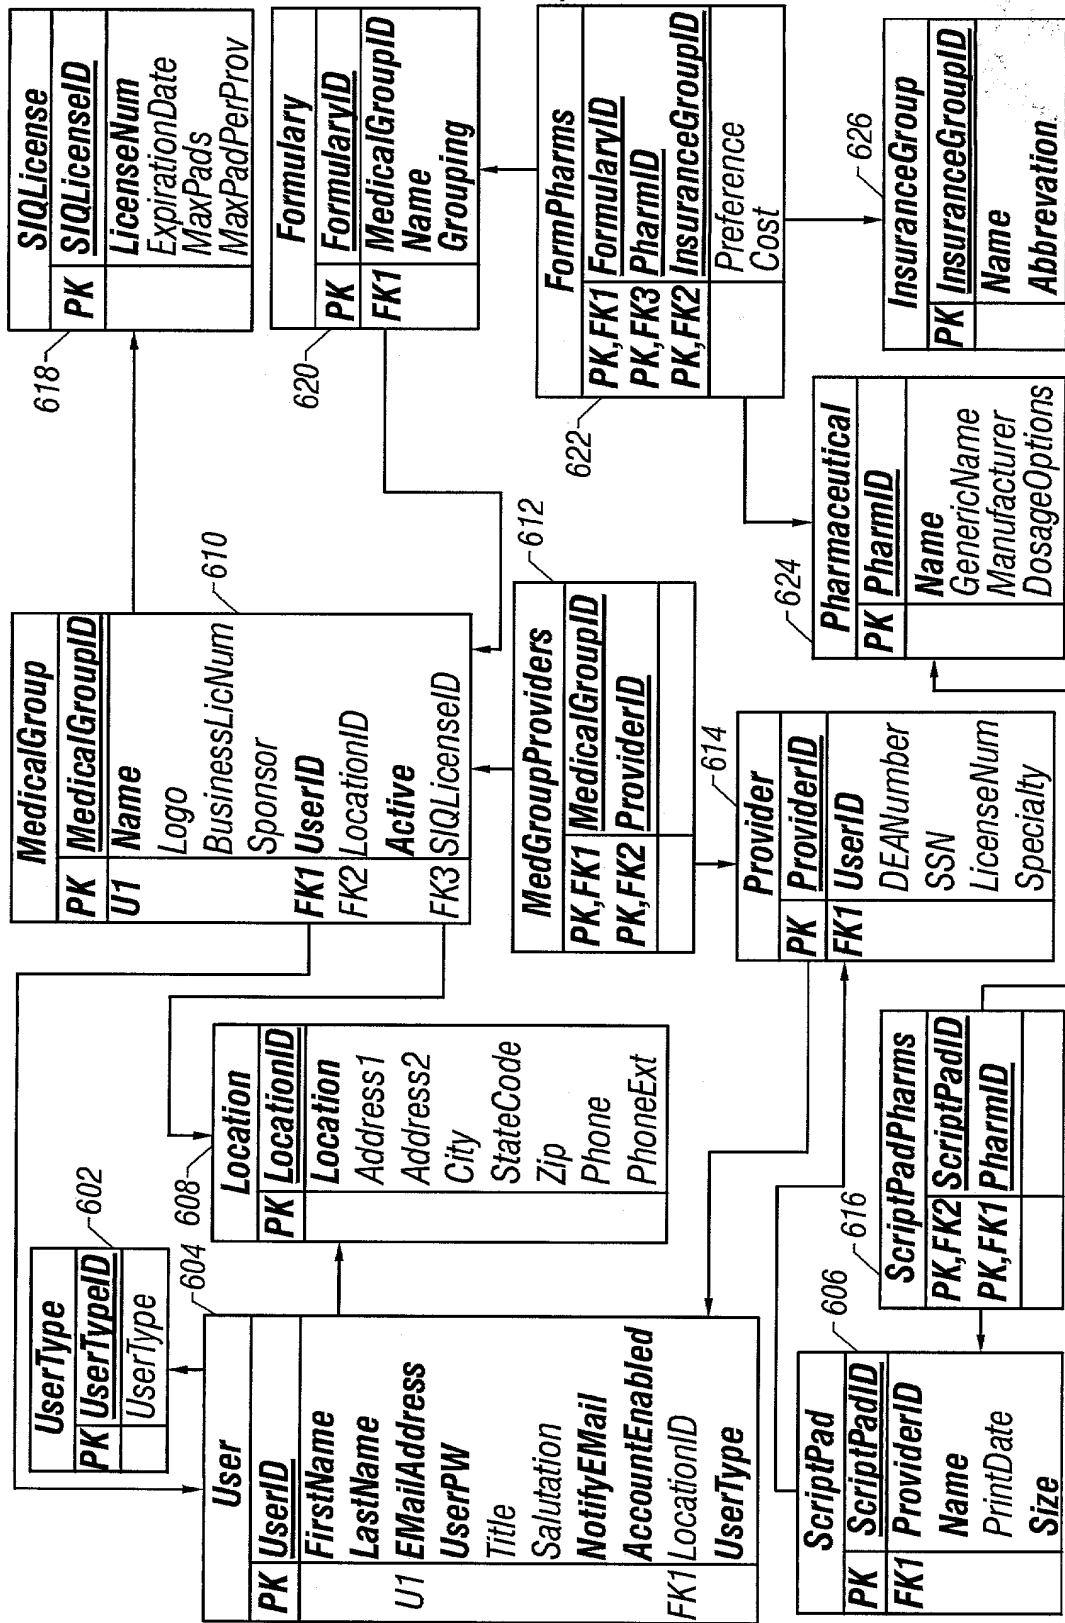 UserType
PK UserTypeID
UserType
602
User
PK UserID
FirstName
LastName
U1 EMailAddress
UserPW
Title
Salutation
NotifyEMail
AccountEnabled
FK1 LocationID
UserType
604
ScriptPad
PK ScriptPadID
FK1 ProviderID
Name
PrintDate
Size
606
Location
PK LocationID
Location
Address1
Address2
City
StateCode
Zip
Phone
PhoneExt
608
ScriptPadPharms
PK,FK2 ScriptPadID
PK,FK1 PharmID
616
MedicalGroup
PK MedicalGroupID
U1 Name
Logo
BusinessLicNum
Sponsor
FK1 UserID
FK2 LocationID
Active
FK3 SIQLicenseID
610
MedGroupProviders
PK,FK1 MedicalGroupID
PK,FK2 ProviderID
612
Provider
PK ProviderID
FK1 UserID
DEANumber
SSN
LicenseNum
Specialty
614
SIQLicense
PK SIQLicenseID
LicenseNum
ExpirationDate
MaxPads
MaxPadPerProv
618
Formulary
PK FormularyID
FK1 MedicalGroupID
Name
Grouping
620
FormPharms
PK,FK1 FormularyID
PK,FK3 PharmID
PK,FK2 InsuranceGroupID
Preference
Cost
622
Pharmaceutical
PK PharmID
Name
GenericName
Manufacturer
DosageOptions
624
InsuranceGroup
PK InsuranceGroupID
Name
Abbrevation
626